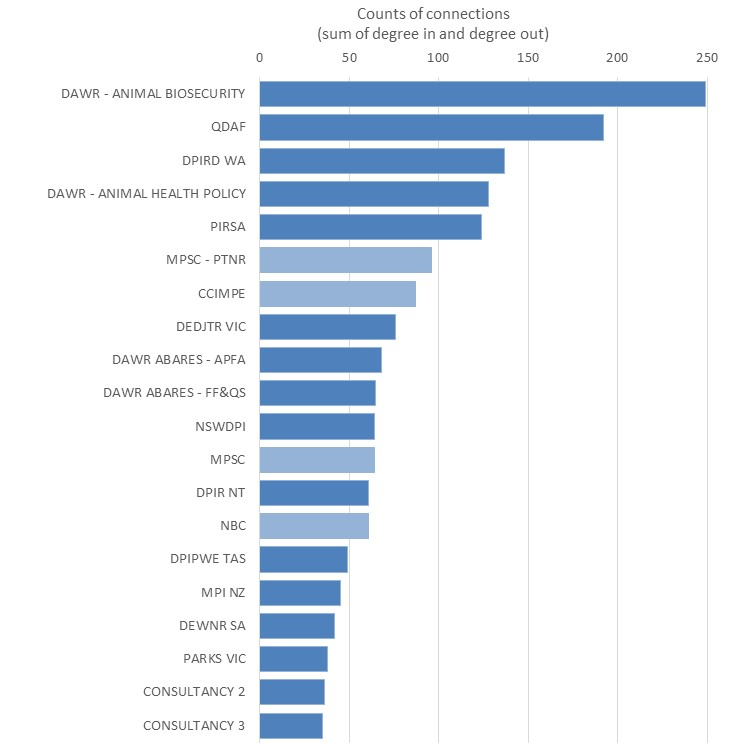 Counts of connections
(sum of degree in and degree out)
0 50 100 150 200 250
DAWR - ANIMAL BIOSECURITY
QDAF
DPIRD WA
DAWR - ANIMAL HEALTH POLICY
PIRSA
MPSC - PTNR
CCIMPE
DEDJTR VIC
DAWR ABARES - APFA
DAWR ABARES - FF&QS
NSWDPI
MPSC
DPIR NT
NBC
DPIPWE TAS
MPI NZ
DEWNR SA
PARKS VIC
CONSULTANCY 2
CONSULTANCY 3